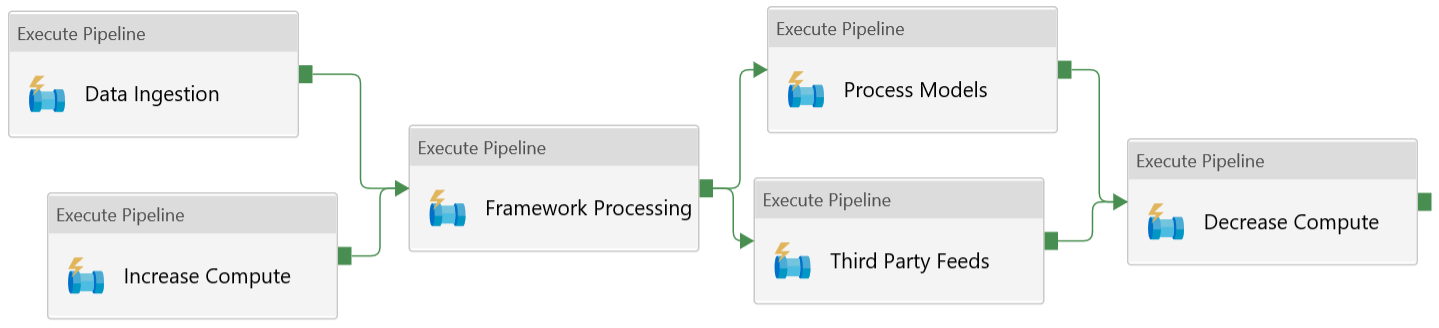 Execute Pipeline
Data Ingestion
Execute Pipeline
Increase Compute
Execute Pipeline
Framework Processing
Execute Pipeline
Process Models
Execute Pipeline
Third Party Feeds
Execute Pipeline
Decrease Compute